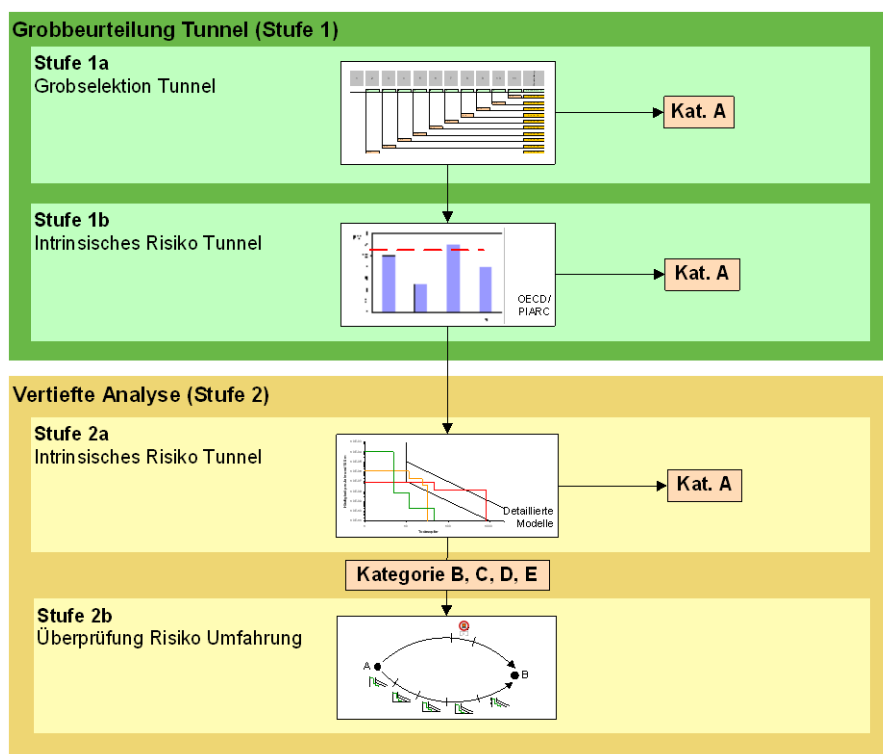 Grobbeurteilung Tunnel (Stufe 1)
Stufe 1a
Grobselektion Tunnel
Kat. A
Stufe 1b
Intrinsisches Risiko Tunnel
OECD/
PIARC
Kat. A
Vertiefte Analyse (Stufe 2)
Stufe 2a
Intrinsisches Risiko Tunnel
Detaillierte
Modelle
Kat. A
Kategorie B, C, D, E
Stufe 2b
Überprüfung Risiko Umfahrung
A
B